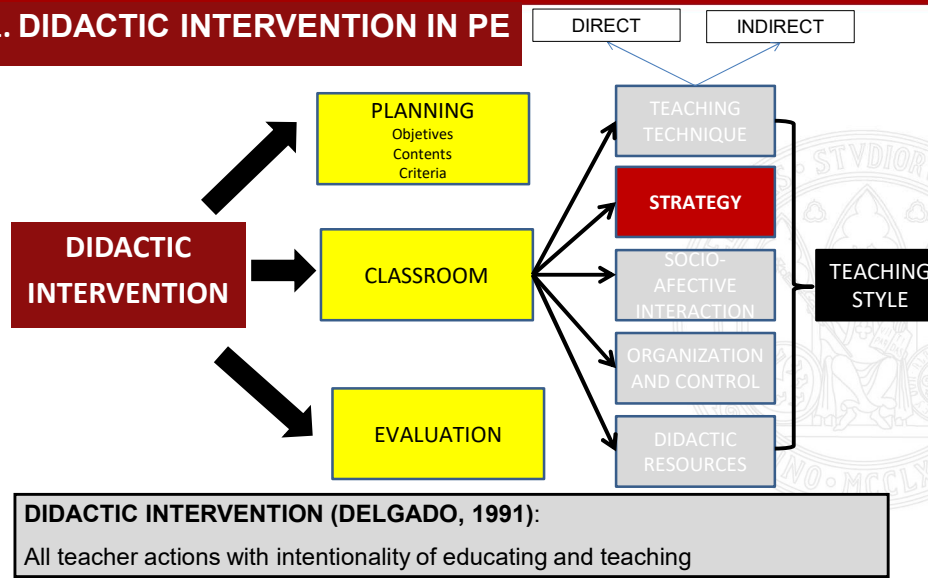 . DIDACTIC INTERVENTION IN PE
DIRECT
INDIRECT
PLANNING
Objetives
Contents
Criteria
DIDACTIC
INTERVENTION
CLASSROOM
EVALUATION
TEACHING
TECHNIQUE
STRATEGY
SOCIO-
AFECTIVE
INTERACTION
ORGANIZATION
AND CONTROL
DIDACTIC
RESOURCES
TEACHING
STYLE
DIDACTIC INTERVENTION (DELGADO, 1991):
All teacher actions with intentionality of educating and teaching